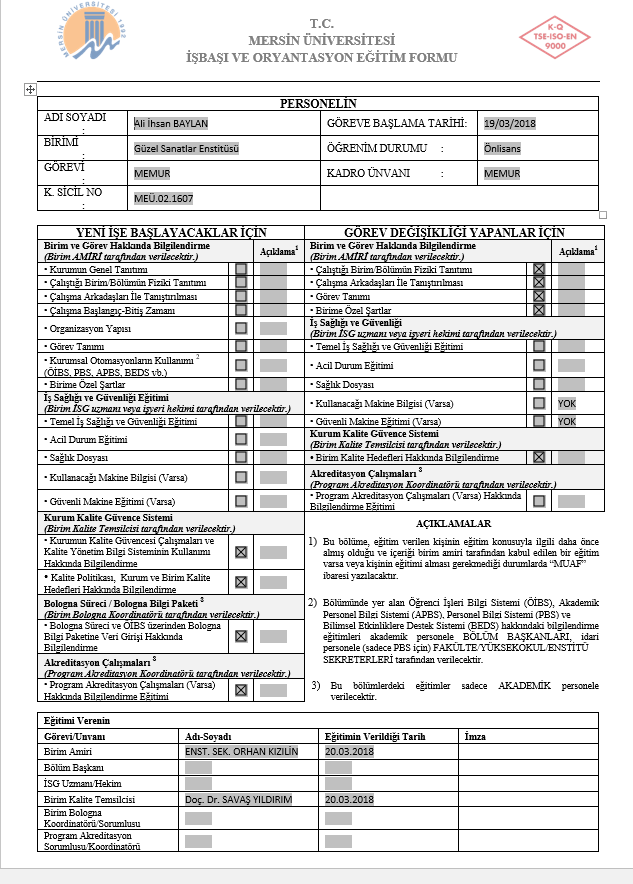 MERSİN ÜNİVERSİTESİ 1992
T.C.
MERSİN ÜNİVERSİTESİ
İŞBAŞI VE ORYANTASYON EĞİTİM FORMU
K-Q
TSE-ISO-EN
9000
PERSONELİN
ADI SOYADI : Ali İhsan BAYLAN GÖREVE BAŞLAMA TARİHİ: 19/03/2018
BİRİMİ : Güzel Sanatlar Enstitüsü ÖĞRENİM DURUMU : Önlisans
GÖREVİ : MEMUR KADRO ÜNVANI : MEMUR
K. SİCİL NO : MEÜ.02.1607
YENİ İŞE BAŞLAYACAKLAR İÇİN
Birim ve Görev Hakkında Bilgilendirme
(Birim AMİRİ tarafından verilecektir.) Açıklama1
• Kurumun Genel Tanıtımı
• Çalıştığı Birim/Bölümün Fiziki Tanıtımı
• Çalışma Arkadaşları İle Tanıştırılması
• Çalışma Başlangıç-Bitiş Zamanı
• Organizasyon Yapısı
• Görev Tanımı
• Kurumsal Otomasyonların Kullanımı 2
(ÖİBS, PBS, APBS, BEDS vb.)
• Birime Özel Şartlar
İş Sağlığı ve Güvenliği Eğitimi
(Birim İSG uzmanı veya işyeri hekimi tarafından verilecektir.)
• Temel İş Sağlığı ve Güvenliği Eğitimi
• Acil Durum Eğitimi
• Sağlık Dosyası
• Kullanacağı Makine Bilgisi (Varsa)
• Güvenli Makine Eğitimi (Varsa)
Kurum Kalite Güvence Sistemi
(Birim Kalite Temsilcisi tarafından verilecektir.)
• Kurumun Kalite Güvencesi Çalışmaları ve
Kalite Yönetim Bilgi Sisteminin Kullanımı
Hakkında Bilgilendirme
• Kalite Politikası, Kurum ve Birim Kalite
Hedefleri Hakkında Bilgilendirme
Bologna Süreci / Bologna Bilgi Paketi 3
(Birim Bologna Koordinatörü tarafından verilecektir.)
• Bologna Süreci ve ÖİBS üzerinden Bologna
Bilgi Paketine Veri Girişi Hakkında
Bilgilendirme
Akreditasyon Çalışmaları 3
(Program Akreditasyon Koordinatörü tarafından verilecektir.)
• Program Akreditasyon Çalışmaları (Varsa)
Hakkında Bilgilendirme Eğitimi
GÖREV DEĞİŞİKLİĞİ YAPANLAR İÇİN
Birim ve Görev Hakkında Bilgilendirme
(Birim AMİRİ tarafından verilecektir.) Açıklama1
• Çalıştığı Birim/Bölümün Fiziki Tanıtımı
• Çalışma Arkadaşları İle Tanıştırılması
• Görev Tanımı
• Birime Özel Şartlar
İş Sağlığı ve Güvenliği
(Birim İSG uzmanı veya işyeri hekimi tarafından verilecektir.)
• Temel İş Sağlığı ve Güvenliği Eğitimi
• Acil Durum Eğitimi
• Sağlık Dosyası
• Kullanacağı Makine Bilgisi (Varsa) YOK
• Güvenli Makine Eğitimi (Varsa) YOK
Kurum Kalite Güvence Sistemi
(Birim Kalite Temsilcisi tarafından verilecektir.)
• Birim Kalite Hedefleri Hakkında Bilgilendirme
Akreditasyon Çalışmaları 3
(Program Akreditasyon Koordinatörü tarafından verilecektir.)
• Program Akreditasyon Çalışmaları (Varsa) Hakkında
Bilgilendirme Eğitimi
AÇIKLAMALAR
1) Bu bölüme, eğitim verilen kişinin eğitim konusuyla ilgili daha önce
almış olduğu ve içeriği birim amiri tarafından kabul edilen bir eğitim
varsa veya kişinin eğitimi alması gerekmediği durumlarda “MUAF”
ibaresi yazılacaktır.
2) Bölümünde yer alan Öğrenci İşleri Bilgi Sistemi (ÖİBS), Akademik
Personel Bilgi Sistemi (APBS), Personel Bilgi Sistemi (PBS) ve
Bilimsel Etkinliklere Destek Sistemi (BEDS) hakkındaki bilgilendirme
eğitimleri akademik personele BÖLÜM BAŞKANLARI, idari
personele (sadece PBS için) FAKÜLTE/YÜKSEKOKUL/ENSTİTÜ
SEKRETERLERİ tarafından verilecektir.
3) Bu bölümlerdeki eğitimler sadece AKADEMİK personele
verilecektir.
Eğitimi Verenin
Görevi/Unvanı Adı-Soyadı Eğitimin Verildiği Tarih İmza
Birim Amiri ENST. SEK. ORHAN KIZILİN 20.03.2018
Bölüm Başkanı
İSG Uzmanı/Hekim
Birim Kalite Temsilcisi Doç. Dr. SAVAŞ YILDIRIM 20.03.2018
Birim Bologna
Koordinatörü/Sorumlusu
Program Akreditasyon
Sorumlusu/Koordinatörü